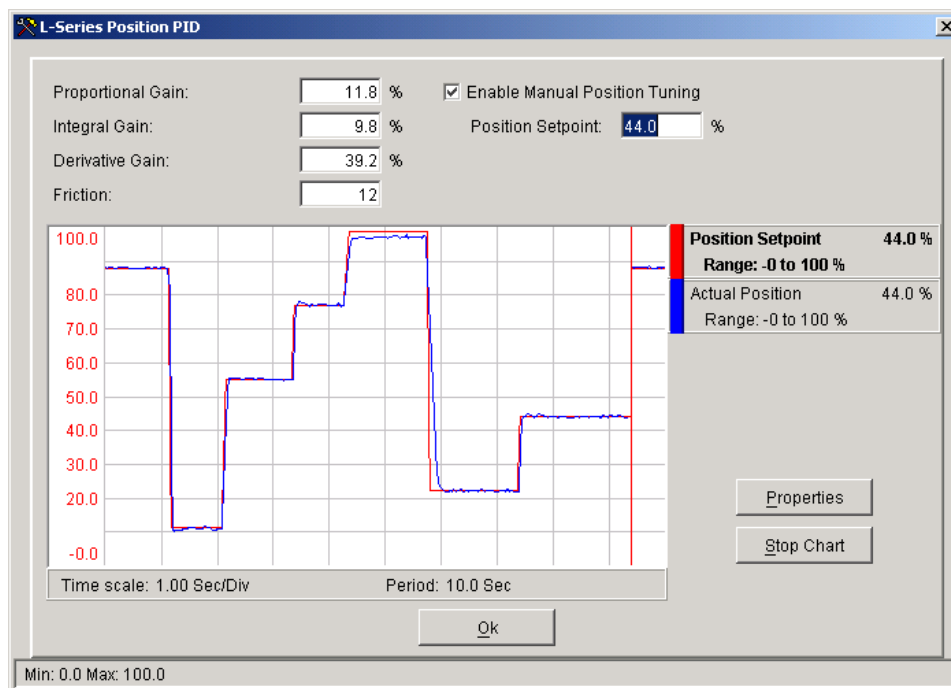 L-Series Position PID
Proportional Gain: 11.8 % Enable Manual Position Tuning
Integral Gain: 9.8 % Position Setpoint: 44.0 %
Derivative Gain: 39.2 %
Friction: 12
100.0
80.0
70.0
60.0
50.0
40.0
30.0
20.0
-0.0
Position Setpoint 44.0 %
Range: -0 to 100 %
Actual Position 44.0 %
Range: -0 to 100 %
Properties
Stop Chart
Time scale: 1.00 Sec/Div Period: 10.0 Sec
Ok
Min: 0.0 Max: 100.0